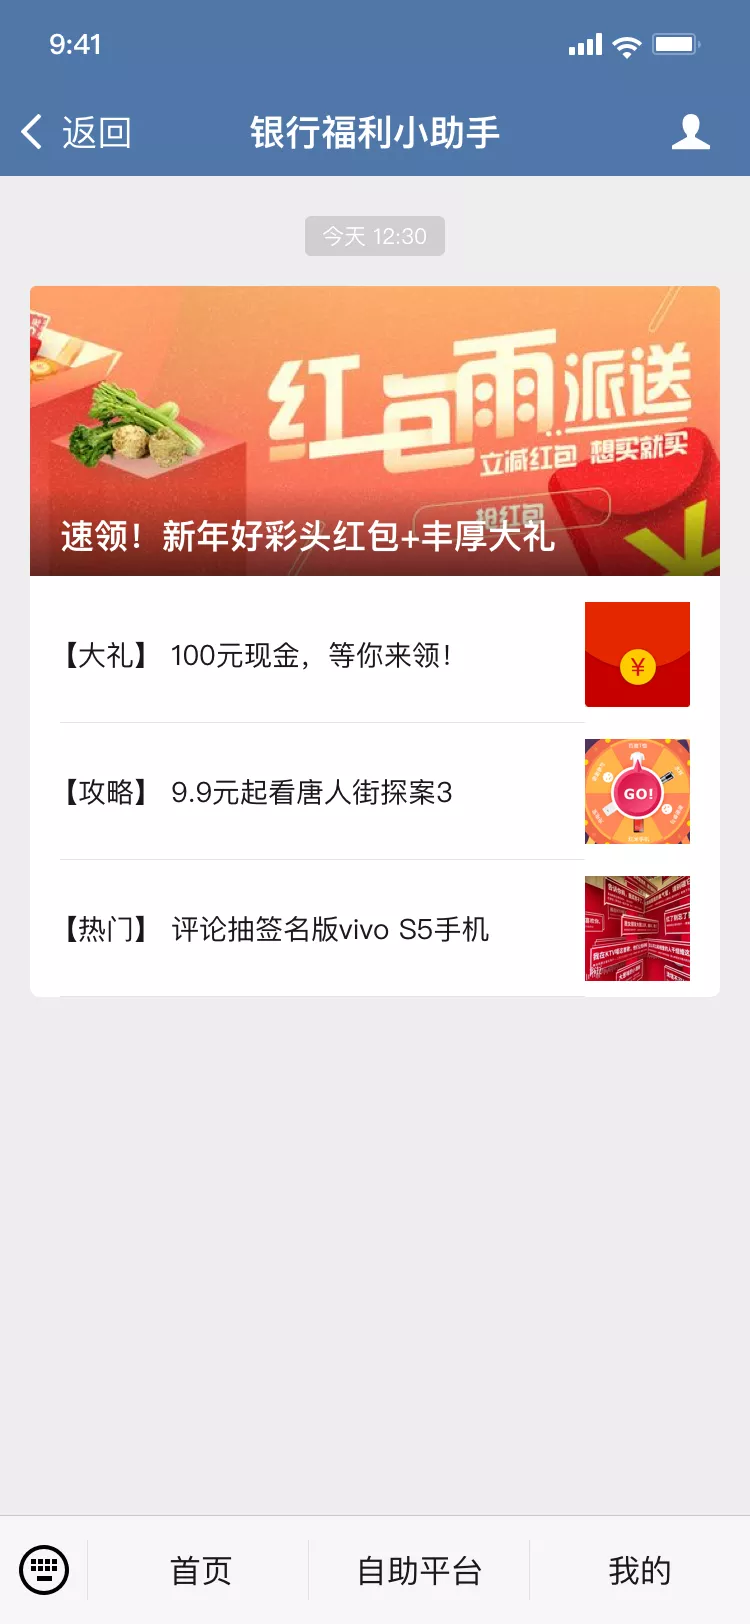 9:41
返回
银行福利小助手
今天 12:30
红包雨派送
立减红包 想买就买
抢红包
速领！新年好彩头红包+丰厚大礼
【大礼】 100元现金，等你来领！
¥
【攻略】 9.9元起看唐人街探案3
GO!
【热门】 评论抽签名版vivo S5手机
首页
自助平台
我的